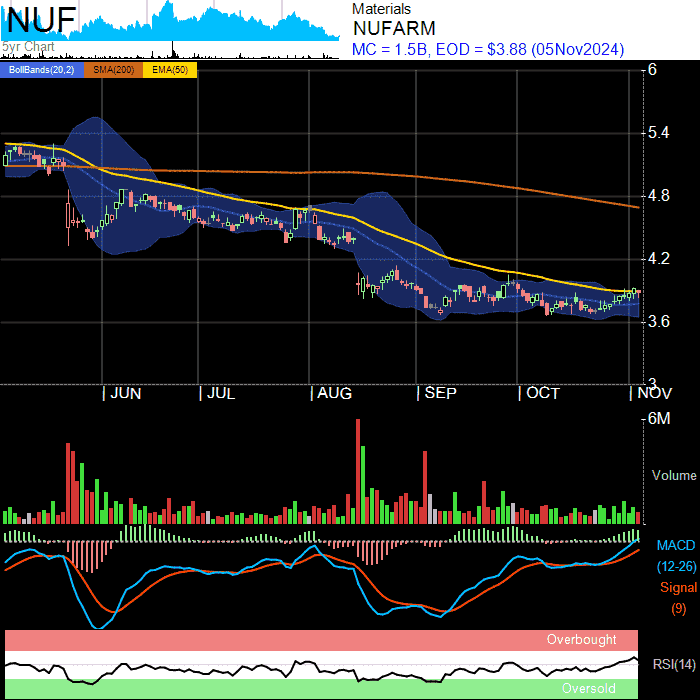 NUF
5yr Chart
Materials
NUFARM
MC = 1.5B, EOD = $3.88 (05Nov2024)
BollBands(20,2) SMA(200) EMA(50)
6
5.4
4.8
4.2
3.6
3
JUN JUL AUG SEP OCT NOV
6M
Volume
MACD
(12-26)
Signal
(9)
Overbought
RSI(14)
Oversold